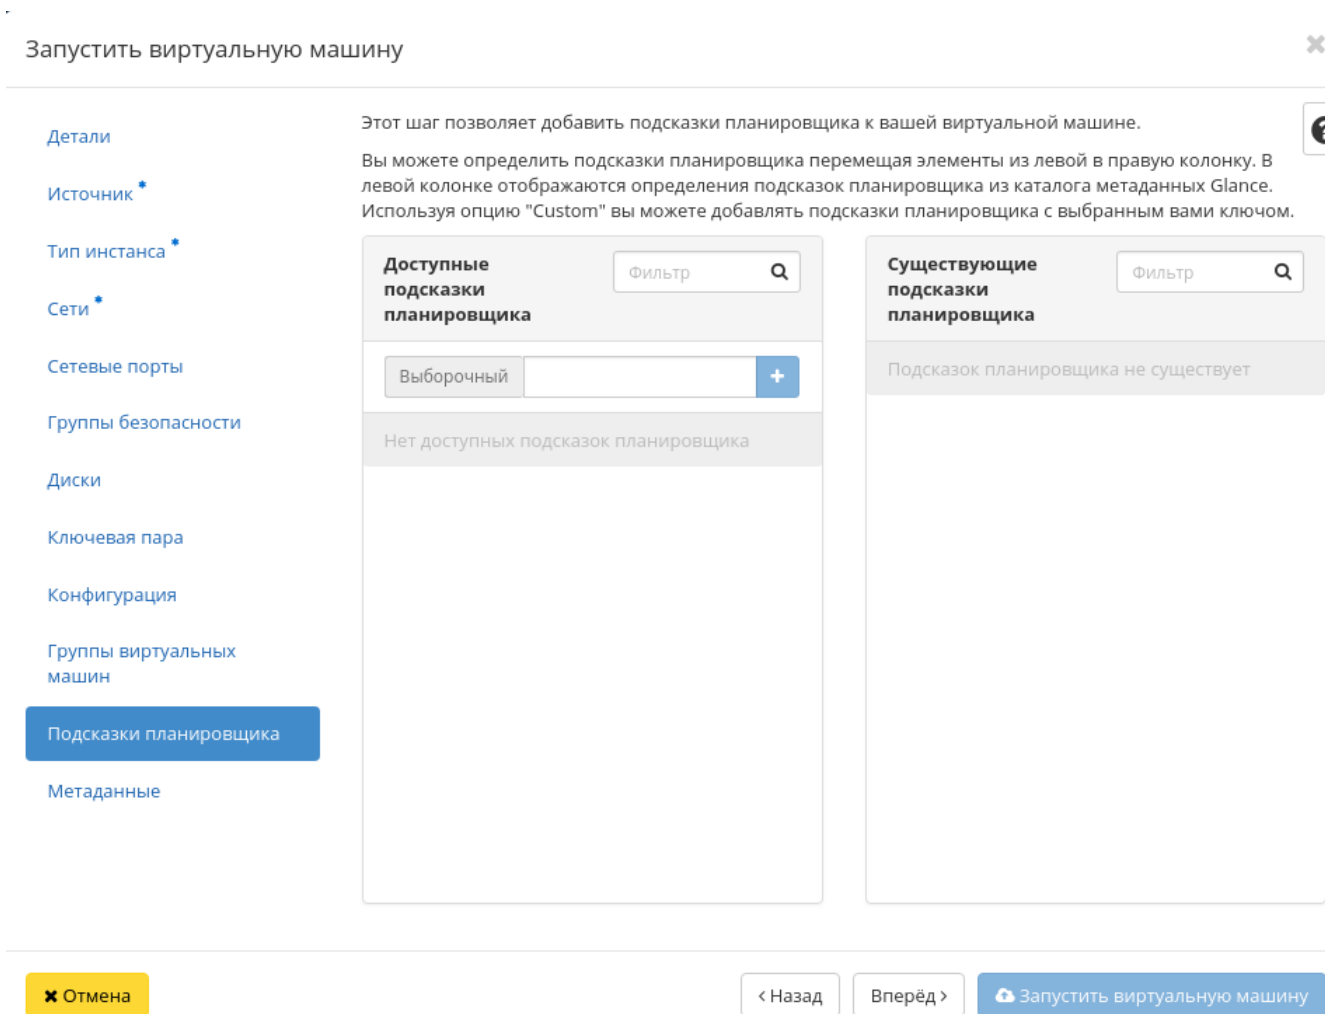 Запустить виртуальную машину
Детали
Источник *
Тип инстанса *
Сети *
Сетевые порты
Группы безопасности
Диски
Ключевая пара
Конфигурация
Группы виртуальных
машин
Подсказки планировщика
Метаданные
Этот шаг позволяет добавить подсказки планировщика к вашей виртуальной машине.
Вы можете определить подсказки планировщика перемещая элементы из левой в правую колонку. В
левой колонке отображаются определения подсказок планировщика из каталога метаданных Glance.
Используя опцию "Custom" вы можете добавлять подсказки планировщика с выбранным вами ключом.
Доступные
подсказки
планировщика
Фильтр
Выборочный
Нет доступных подсказок планировщика
Существующие
подсказки
планировщика
Фильтр
Подсказок планировщика не существует
Отмена
< Назад
Вперёд >
Запустить виртуальную машину